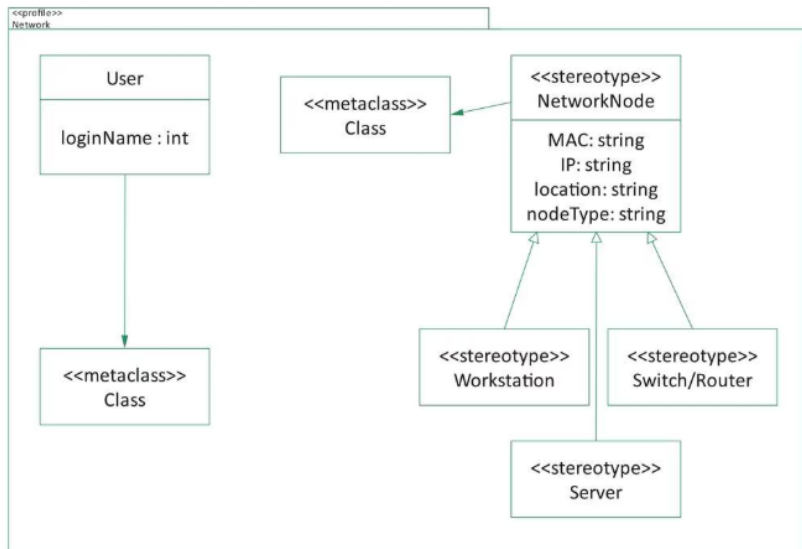 <<profile>>
Network
User
loginName : int
<<metaclass>>
Class
<<stereotype>>
NetworkNode
MAC: string
IP: string
location: string
nodeType: string
<<metaclass>>
Class
<<stereotype>>
Workstation
<<stereotype>>
Switch/Router
<<stereotype>>
Server